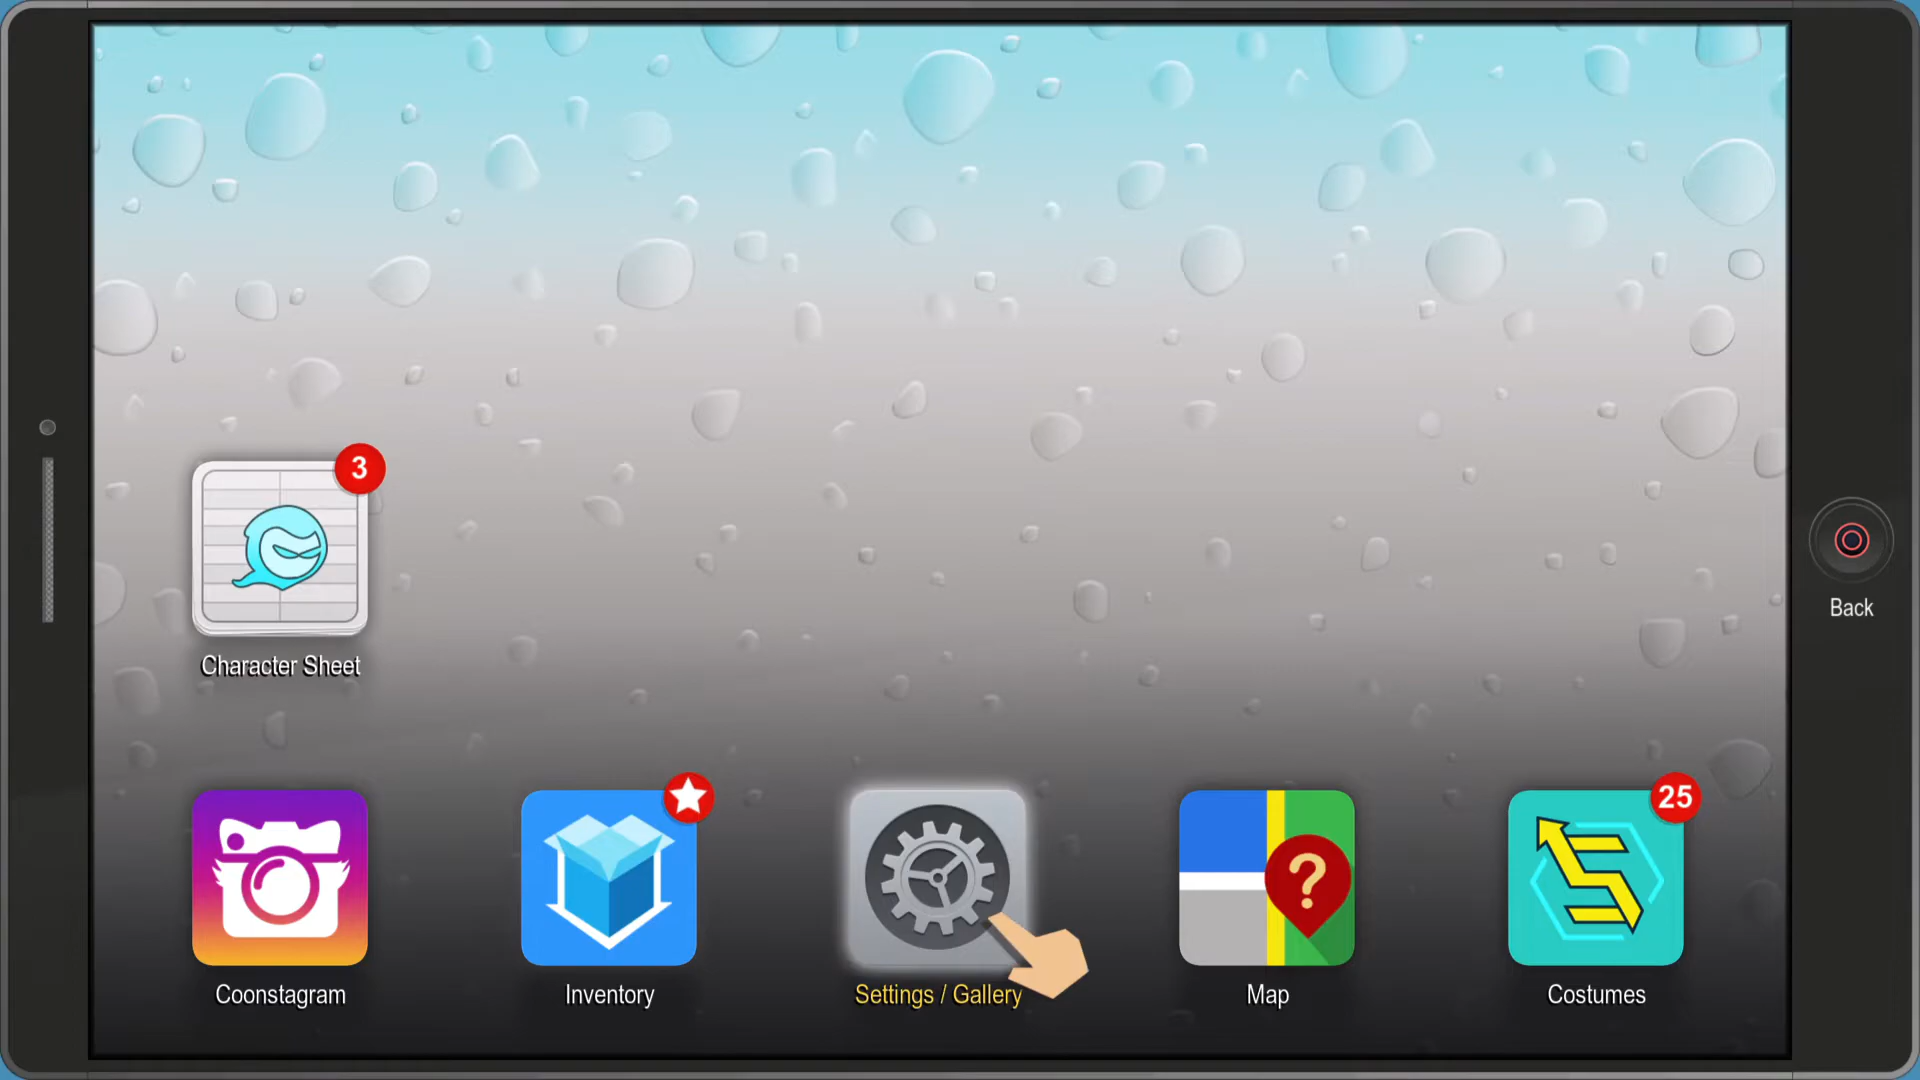 3
Character Sheet
Back
25
?
Coonstagram
Inventory
Settings / Gallery
Map
Costumes